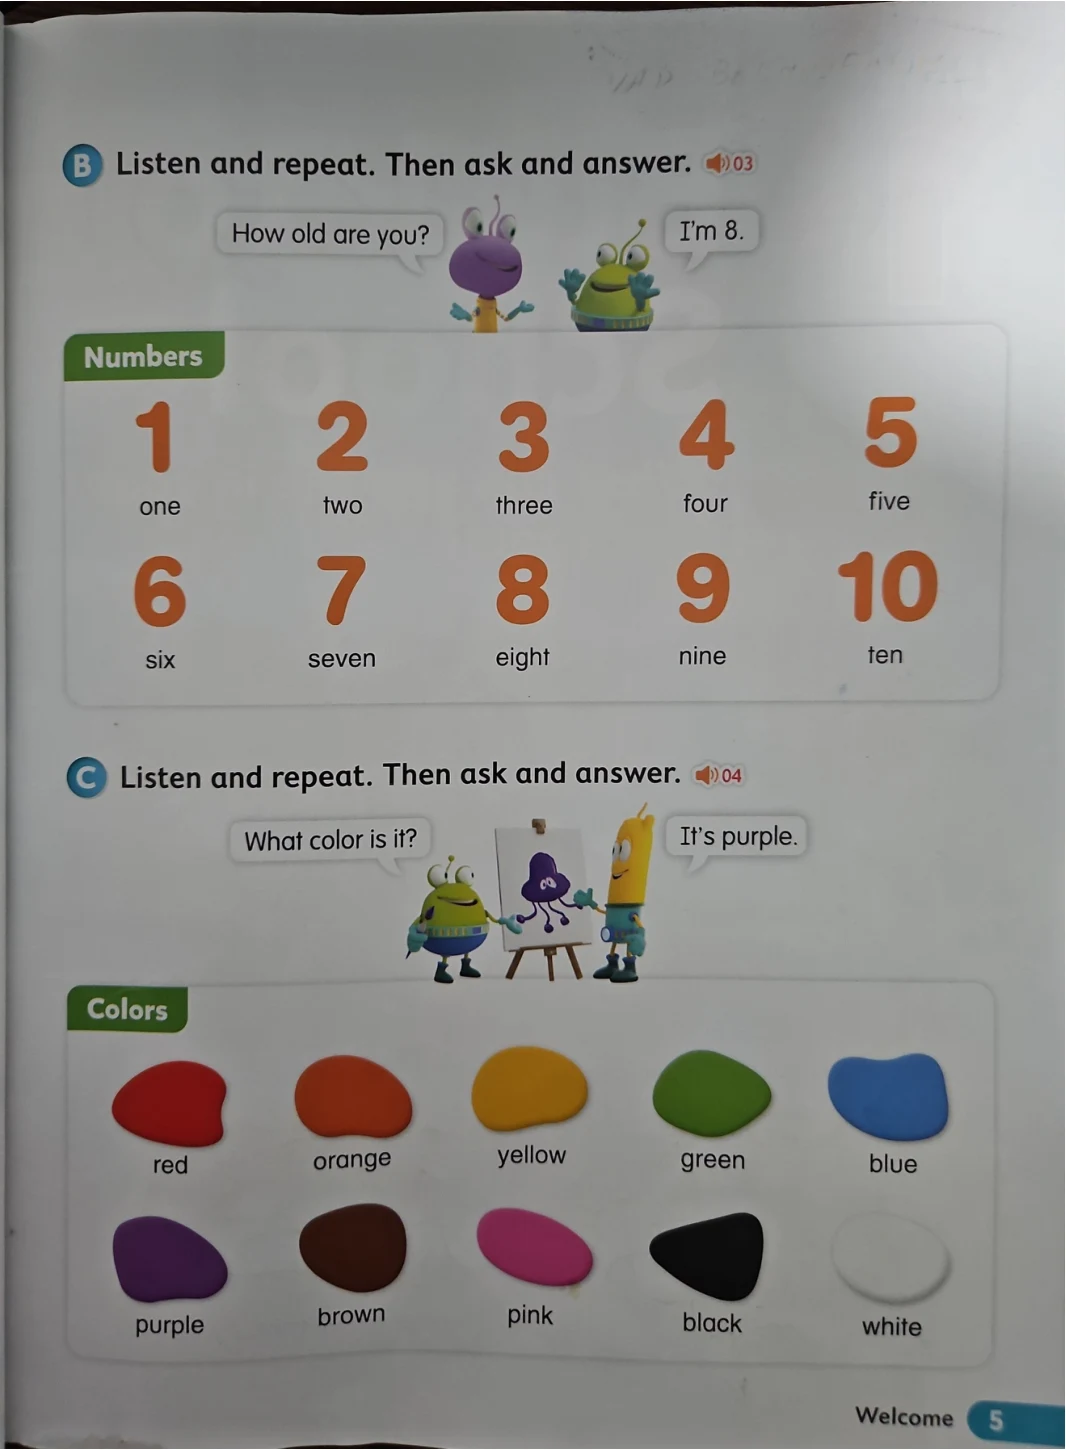 B Listen and repeat. Then ask and answer. 03
How old are you?
I'm 8.
Numbers
1 2 3 4 5
one two three four five
6 7 8 9 10
six seven eight nine ten
C Listen and repeat. Then ask and answer. 04
What color is it?
It's purple.
Colors
red orange yellow green blue
purple brown pink black white
Welcome 5